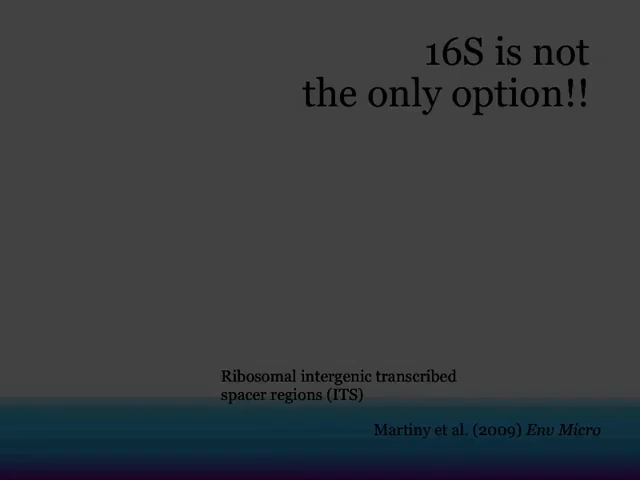 16S is not
the only option!!
Ribosomal intergenic transcribed
spacer regions (ITS)
Martiny et al. (2009) Env Micro